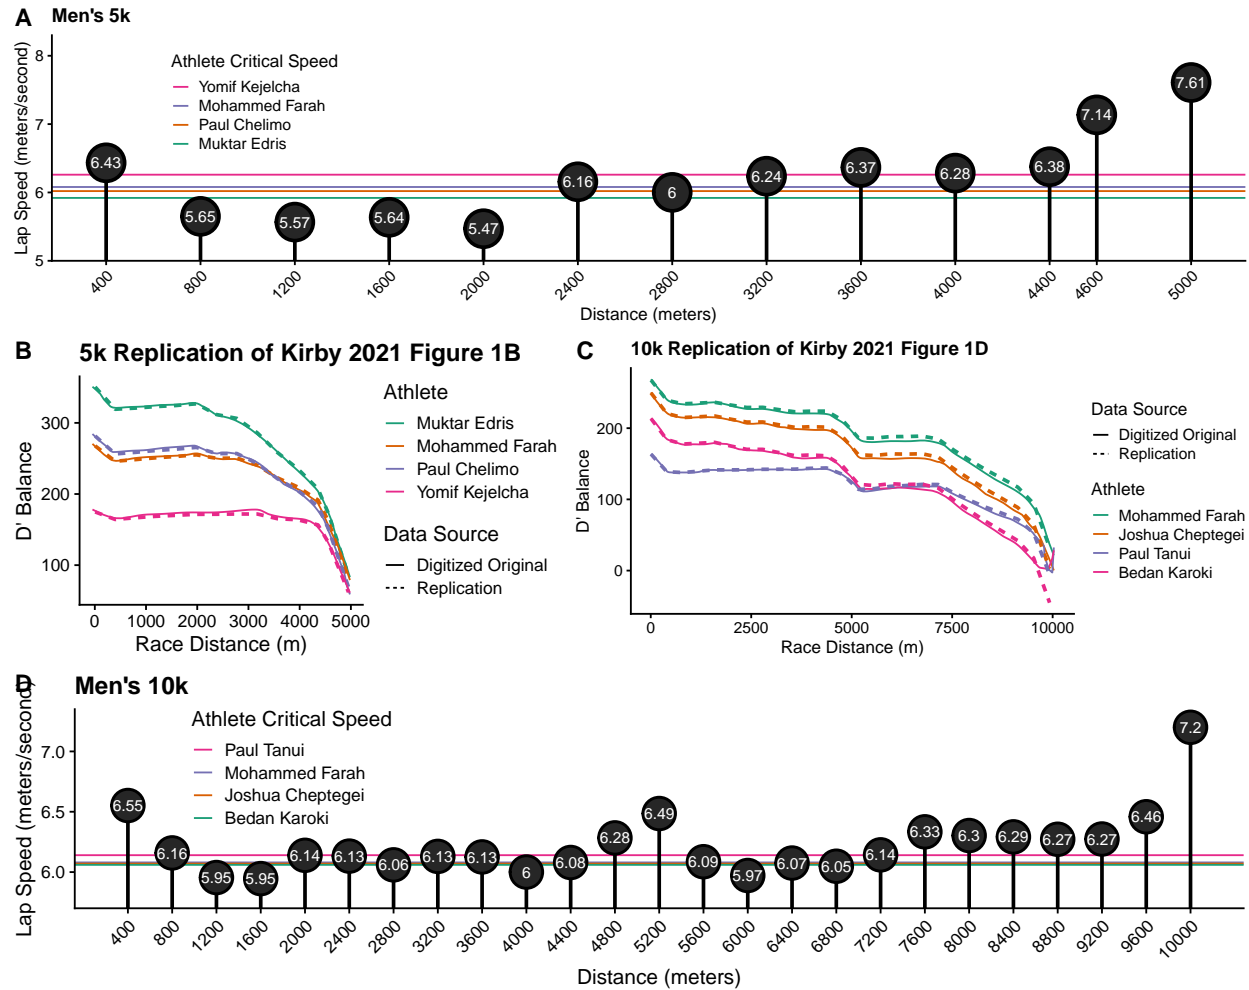 A Men's 5k
Lap Speed (meters/second)
8
7
6
5
Athlete Critical Speed
Yomif Kejelcha
Mohammed Farah
Paul Chelimo
Muktar Edris
6.43 5.65 5.57 5.64 5.47 6.16 6 6.24 6.37 6.28 6.38 7.14 7.61
400 800 1200 1600 2000 2400 2800 3200 3600 4000 4400 4600 5000
Distance (meters)
B 5k Replication of Kirby 2021 Figure 1B
D' Balance
300
200
100
0 1000 2000 3000 4000 5000
Race Distance (m)
Athlete
Muktar Edris
Mohammed Farah
Paul Chelimo
Yomif Kejelcha
Data Source
Digitized Original
Replication
C 10k Replication of Kirby 2021 Figure 1D
D' Balance
200
100
0
0 2500 5000 7500 10000
Race Distance (m)
Data Source
Digitized Original
Replication
Athlete
Mohammed Farah
Joshua Cheptegei
Paul Tanui
Bedan Karoki
D Men's 10k
Lap Speed (meters/second)
7.0
6.5
6.0
Athlete Critical Speed
Paul Tanui
Mohammed Farah
Joshua Cheptegei
Bedan Karoki
6.55 6.16 5.95 5.95 6.14 6.13 6.06 6.13 6.13 6 6.08 6.28 6.49 6.09 5.97 6.07 6.05 6.14 6.33 6.3 6.29 6.27 6.27 6.46 7.2
400 800 1200 1600 2000 2400 2800 3200 3600 4000 4400 4800 5200 5600 6000 6400 6800 7200 7600 8000 8400 8800 9200 9600 10000
Distance (meters)